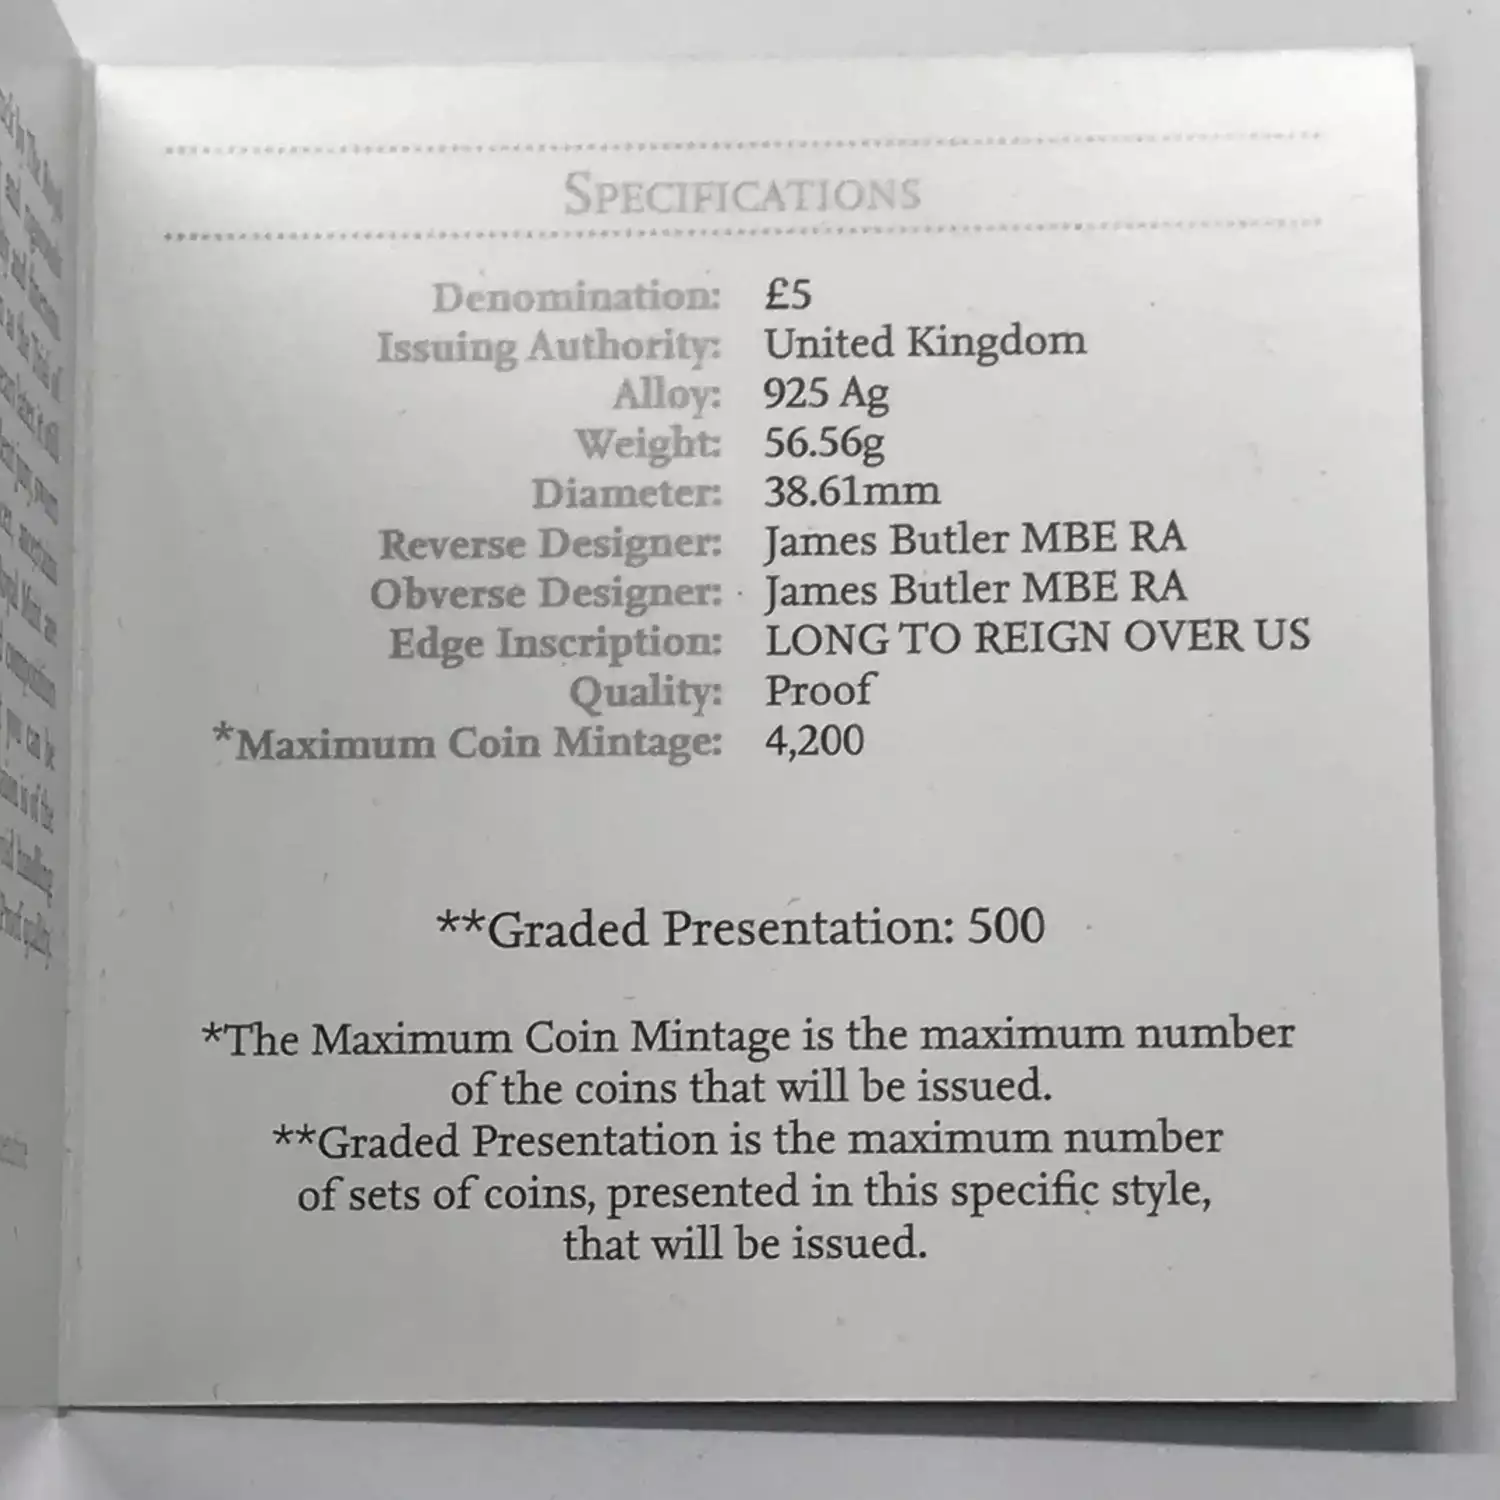 SPECIFICATIONS
Denomination: £5
Issuing Authority: United Kingdom
Alloy: 925 Ag
Weight: 56.56g
Diameter: 38.61mm
Reverse Designer: James Butler MBE RA
Obverse Designer: James Butler MBE RA
Edge Inscription: LONG TO REIGN OVER US
Quality: Proof
*Maximum Coin Mintage: 4,200
**Graded Presentation: 500
*The Maximum Coin Mintage is the maximum number
of the coins that will be issued.
**Graded Presentation is the maximum number
of sets of coins, presented in this specific style,
that will be issued.